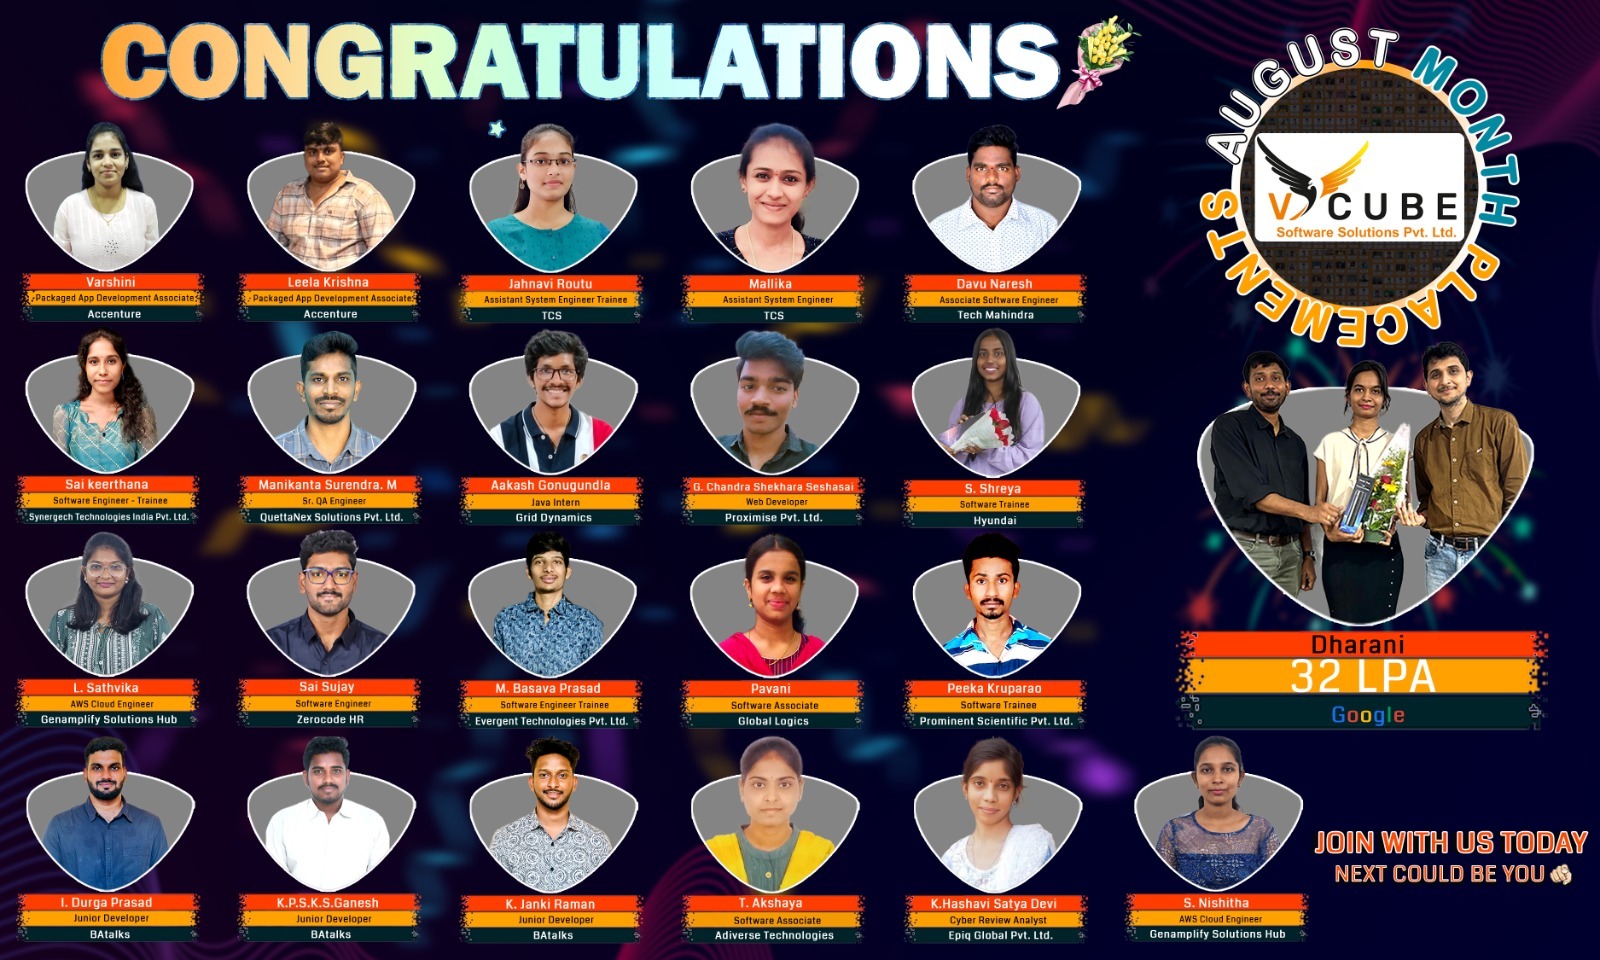 CONGRATULATIONS
AUGUST MONTH PLACEMENTS
V CUBE
Software Solutions Pvt. Ltd.
Varshini
Packaged App Development Associate
Accenture
Leela Krishna
Packaged App Development Associate
Accenture
Jahnavi Routu
Assistant System Engineer Trainee
TCS
Mallika
Assistant System Engineer
TCS
Davu Naresh
Associate Software Engineer
Tech Mahindra
Sai keerthana
Software Engineer - Trainee
Synergech Technologies India Pvt. Ltd.
Manikanta Surendra. M
Sr. QA Engineer
QuettaNex Solutions Pvt. Ltd.
Aakash Gonugundla
Java Intern
Grid Dynamics
G. Chandra Shekhara Seshasai
Web Developer
Proximise Pvt. Ltd.
S. Shreya
Software Trainee
Hyundai
Dharani
32 LPA
Google
L. Sathvika
AWS Cloud Engineer
Genamplify Solutions Hub
Sai Sujay
Software Engineer
Zerocode HR
M. Basava Prasad
Software Engineer Trainee
Evergent Technologies Pvt. Ltd.
Pavani
Software Associate
Global Logics
Peeka Kruparao
Software Trainee
Prominent Scientific Pvt. Ltd.
I. Durga Prasad
Junior Developer
BAtalks
K.P.S.K.S.Ganesh
Junior Developer
BAtalks
K. Janki Raman
Junior Developer
BAtalks
T. Akshaya
Software Associate
Adiverse Technologies
K.Hashavi Satya Devi
Cyber Review Analyst
Epiq Global Pvt. Ltd.
S. Nishitha
AWS Cloud Engineer
Genamplify Solutions Hub
JOIN WITH US TODAY
NEXT COULD BE YOU